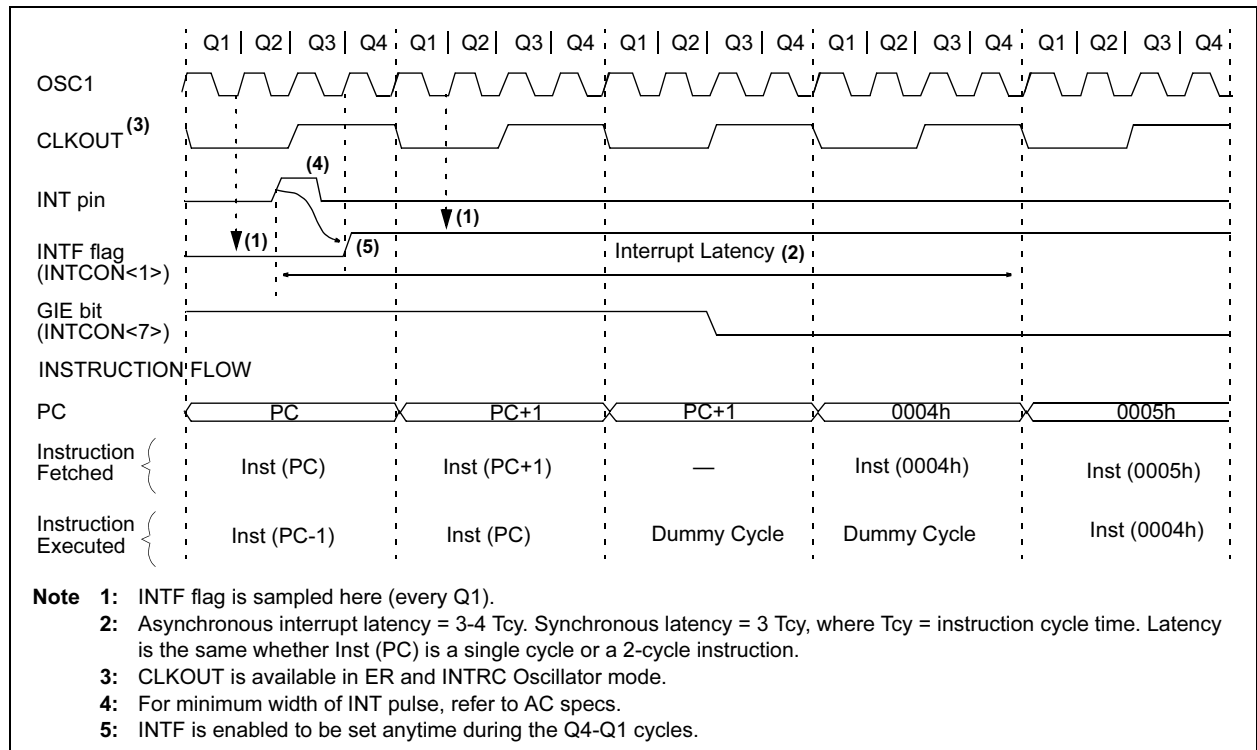 Q1 | Q2 | Q3 | Q4 Q1 | Q2 | Q3 | Q4 Q1 | Q2 | Q3 | Q4 Q1 | Q2 | Q3 | Q4 Q1 | Q2 | Q3 | Q4
OSC1
CLKOUT (3)
(4)
INT pin
(1)
(1)
(5)
INTF flag
(INTCON<1>)
Interrupt Latency (2)
GIE bit
(INTCON<7>)
INSTRUCTION FLOW
PC PC PC+1 PC+1 0004h 0005h
Instruction
Fetched
Inst (PC) Inst (PC+1) — Inst (0004h) Inst (0005h)
Instruction
Executed
Inst (PC-1) Inst (PC) Dummy Cycle Dummy Cycle Inst (0004h)
Note 1: INTF flag is sampled here (every Q1).
2: Asynchronous interrupt latency = 3-4 Tcy. Synchronous latency = 3 Tcy, where Tcy = instruction cycle time. Latency
is the same whether Inst (PC) is a single cycle or a 2-cycle instruction.
3: CLKOUT is available in ER and INTRC Oscillator mode.
4: For minimum width of INT pulse, refer to AC specs.
5: INTF is enabled to be set anytime during the Q4-Q1 cycles.